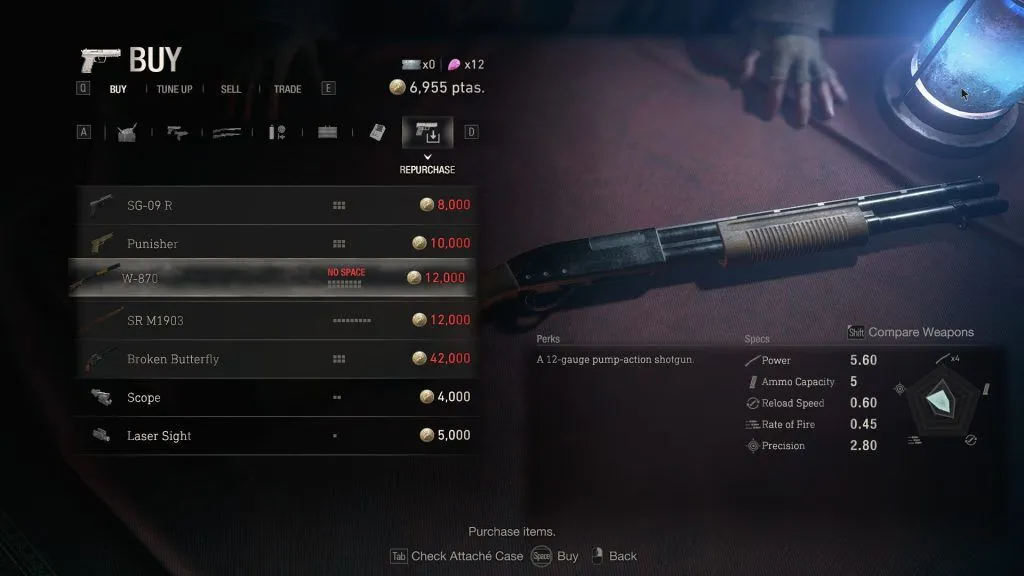 BUY
x0 x12
Q BUY TUNE UP SELL TRADE E
6,955 ptas.
A D
REPURCHASE
SG-09 R 8,000
Punisher 10,000
W-870 NO SPACE 12,000
SR M1903 12,000
Broken Butterfly 42,000
Scope 4,000
Laser Sight 5,000
Shift Compare Weapons
Perks
A 12-gauge pump-action shotgun.
Specs
Power 5.60
Ammo Capacity 5
Reload Speed 0.60
Rate of Fire 0.45
Precision 2.80
x4
Purchase items.
Tab Check Attaché Case Space Buy Back